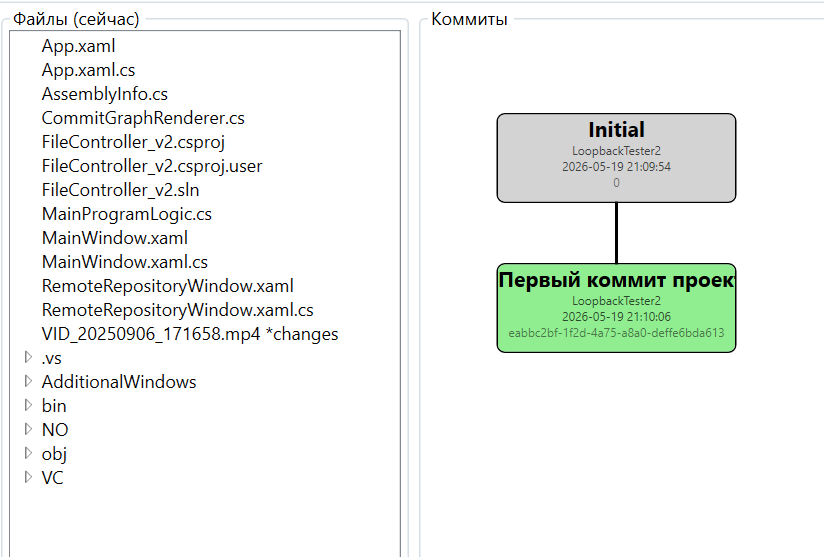 Файлы (сейчас)
App.xaml
App.xaml.cs
AssemblyInfo.cs
CommitGraphRenderer.cs
FileController_v2.csproj
FileController_v2.csproj.user
FileController_v2.sln
MainProgramLogic.cs
MainWindow.xaml
MainWindow.xaml.cs
RemoteRepositoryWindow.xaml
RemoteRepositoryWindow.xaml.cs
VID_20250906_171658.mp4 *changes
.vs
AdditionalWindows
bin
NO
obj
VC
Коммиты
Initial
LoopbackTester2
2026-05-19 21:09:54
0
Первый коммит проек
LoopbackTester2
2026-05-19 21:10:06
eabbc2bf-1f2d-4a75-a8a0-deffe6bda613